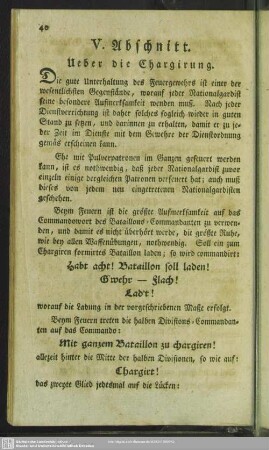 40
V. Abschnitt.
Ueber die Chargirung.
Die gute Unterhaltung des Feuergewehrs ist einer der
wesentlichsten Gegenstände, worauf jeder Nationalgardist
seine besondere Aufmerksamkeit wenden muß. Nach jeder
Dienstverrichtung ist daher solches sogleich wieder in guten
Stand zu setzen, und darinnen zu erhalten, damit er zu je-
der Zeit im Dienste mit dem Gewehre der Dienstordnung
gemäs erscheinen kann.
Ehe mit Pulverpatronen im Ganzen gefeuert werden
kann, ist es nothwendig, daß jeder Nationalgardist zuvor
einzeln einige dergleichen Patronen verfeuert hat; auch muß
dieses von jedem neu eingetretenen Nationalgardisten
geschehen.
Beym Feuern ist die größte Aufmerksamkeit auf das
Commandowort des Bataillons-Commandanten zu verwen-
den, und damit es nicht überhört werde, die größte Ruhe,
wie bey allen Waffenübungen, nothwendig. Soll ein zum
Chargiren formirtes Bataillon laden, so wird commandirt:
Habt acht! Bataillon soll laden!
G'wehr — Flach!
Lad't!
worauf die Ladung in der vorgeschriebenen Masse erfolgt.
Beym Feuern treten die halben Divisions-Commandan-
ten auf das Commando:
Mit ganzem Bataillon zu chargiren!
allezeit hinter die Mitte der halben Divisionen, so wie auf:
Chargirt!
das zweyte Glied jedesmal auf die Lücken: